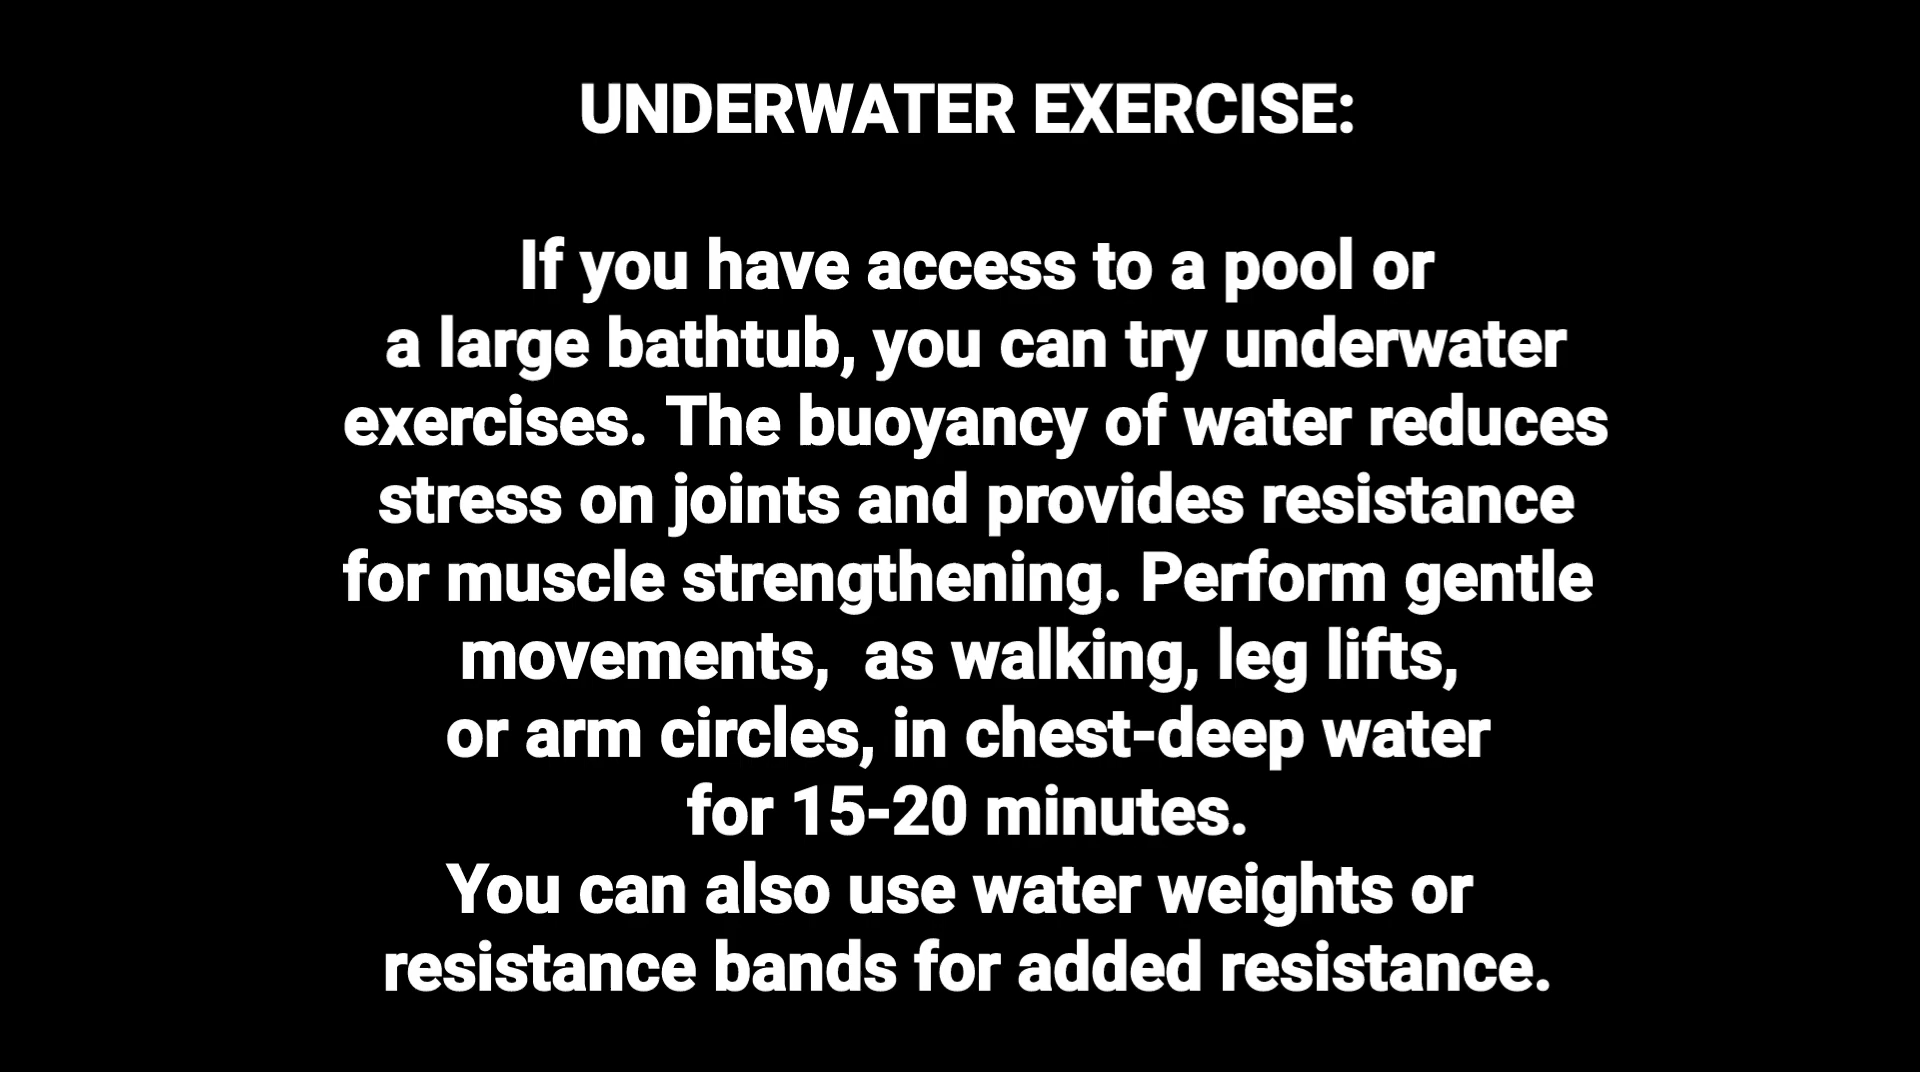 UNDERWATER EXERCISE:
If you have access to a pool or
a large bathtub, you can try underwater
exercises. The buoyancy of water reduces
stress on joints and provides resistance
for muscle strengthening. Perform gentle
movements,  as walking, leg lifts,
or arm circles, in chest-deep water
for 15-20 minutes.
You can also use water weights or
resistance bands for added resistance.